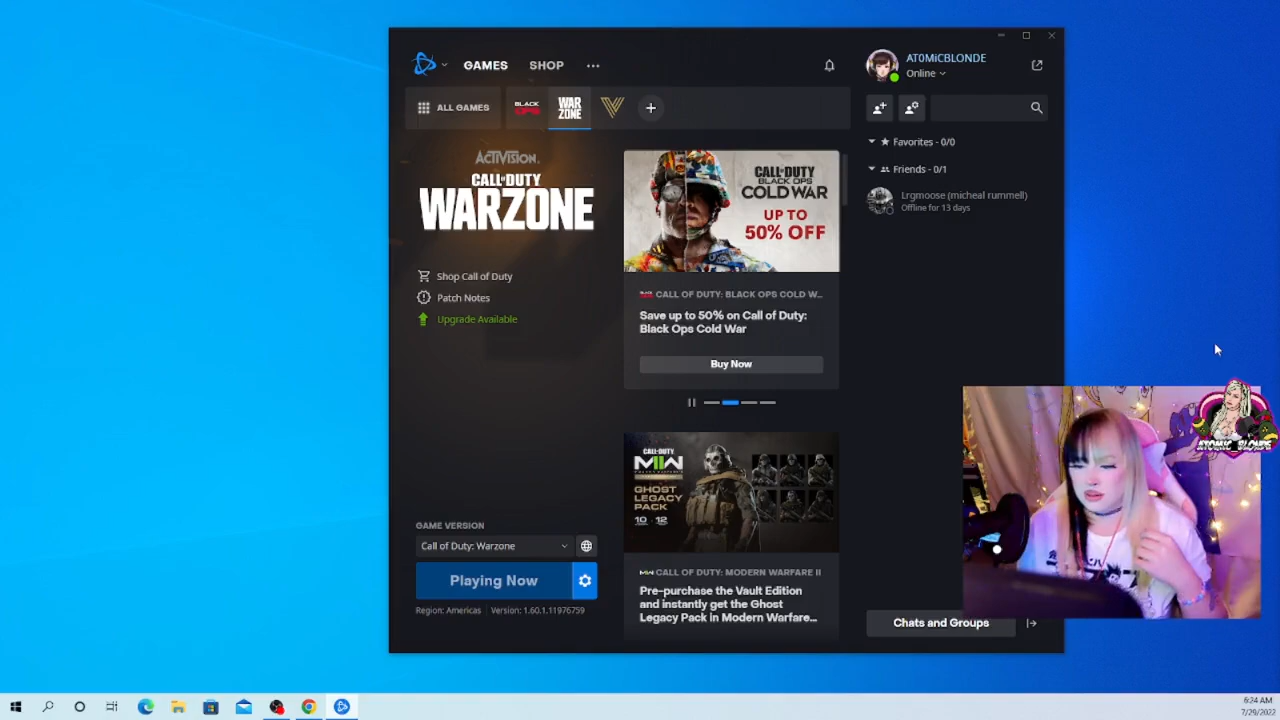 GAMES
SHOP
AT0MiCBLONDE
Online
ALL GAMES
BLACK
OPS
WAR
ZONE
Favorites - 0/0
Friends - 0/1
Lrgmoose (micheal rummell)
Offline for 13 days
ACTIVISION.
CALL OF DUTY
WARZONE
Shop Call of Duty
Patch Notes
Upgrade Available
CALL OF DUTY
BLACK OPS
COLD WAR
UP TO
50% OFF
CALL OF DUTY: BLACK OPS COLD W...
Save up to 50% on Call of Duty:
Black Ops Cold War
Buy Now
CALL OF DUTY
MWII
GHOST
LEGACY
PACK
10 12
MWII CALL OF DUTY: MODERN WARFARE II
Pre-purchase the Vault Edition
and instantly get the Ghost
Legacy Pack in Modern Warfare...
GAME VERSION
Call of Duty: Warzone
Playing Now
Region: Americas
Version: 1.60.1.11976759
Chats and Groups
ATOMIC_BLONDE
6:24 AM
7/29/2022